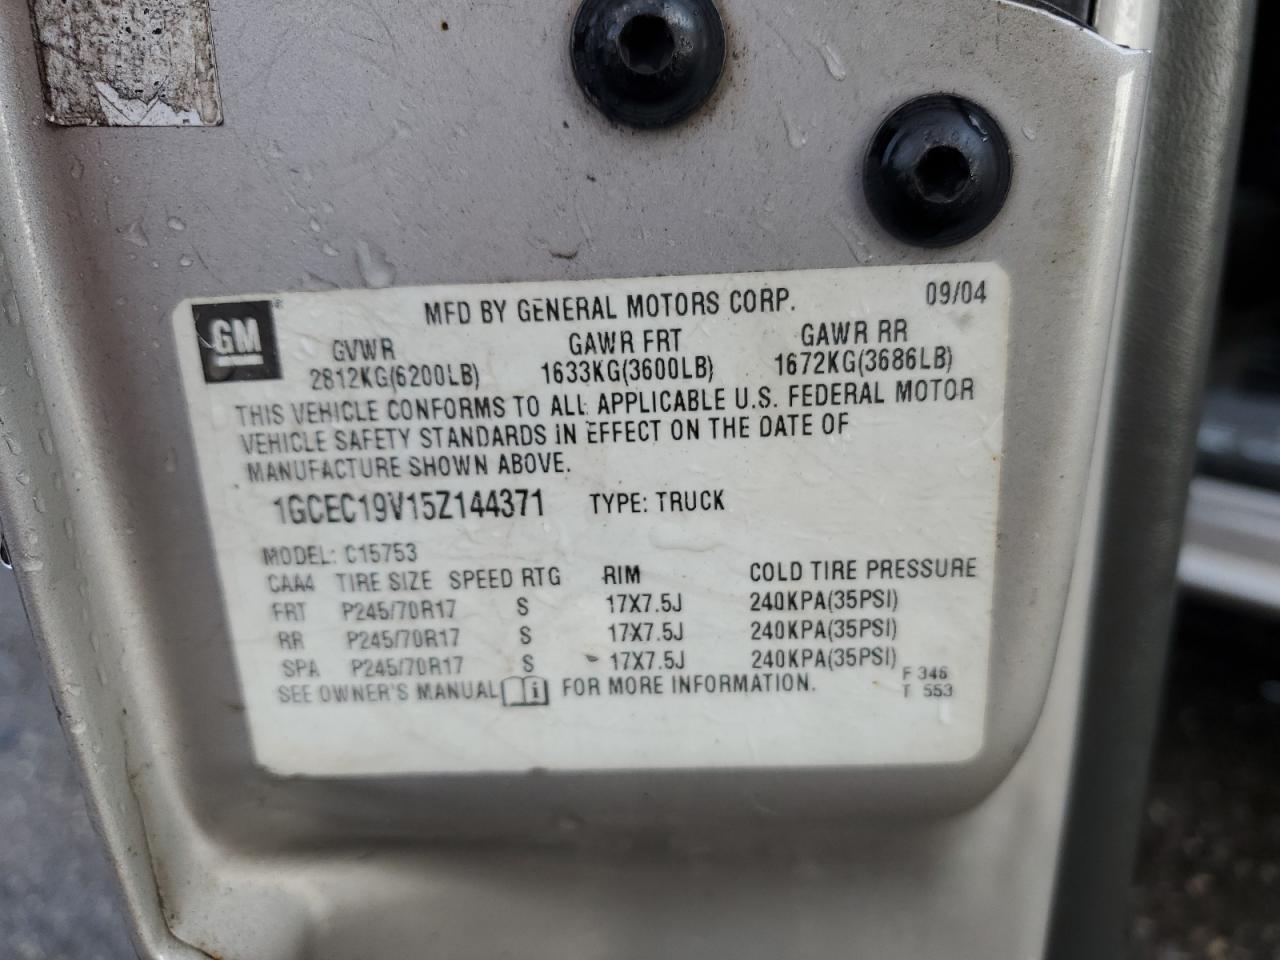 GM
MFD BY GENERAL MOTORS CORP. 09/04
GVWR GAWR FRT GAWR RR
2812KG(6200LB) 1633KG(3600LB) 1672KG(3686LB)
THIS VEHICLE CONFORMS TO ALL APPLICABLE U.S. FEDERAL MOTOR
VEHICLE SAFETY STANDARDS IN EFFECT ON THE DATE OF
MANUFACTURE SHOWN ABOVE.
1GCEC19V15Z144371 TYPE: TRUCK
MODEL: C15753
CAA4 TIRE SIZE SPEED RTG RIM COLD TIRE PRESSURE
FRT P245/70R17 S 17X7.5J 240KPA(35PSI)
RR P245/70R17 S 17X7.5J 240KPA(35PSI)
SPA P245/70R17 S 17X7.5J 240KPA(35PSI)
SEE OWNER'S MANUAL i FOR MORE INFORMATION.
F 346
T 553